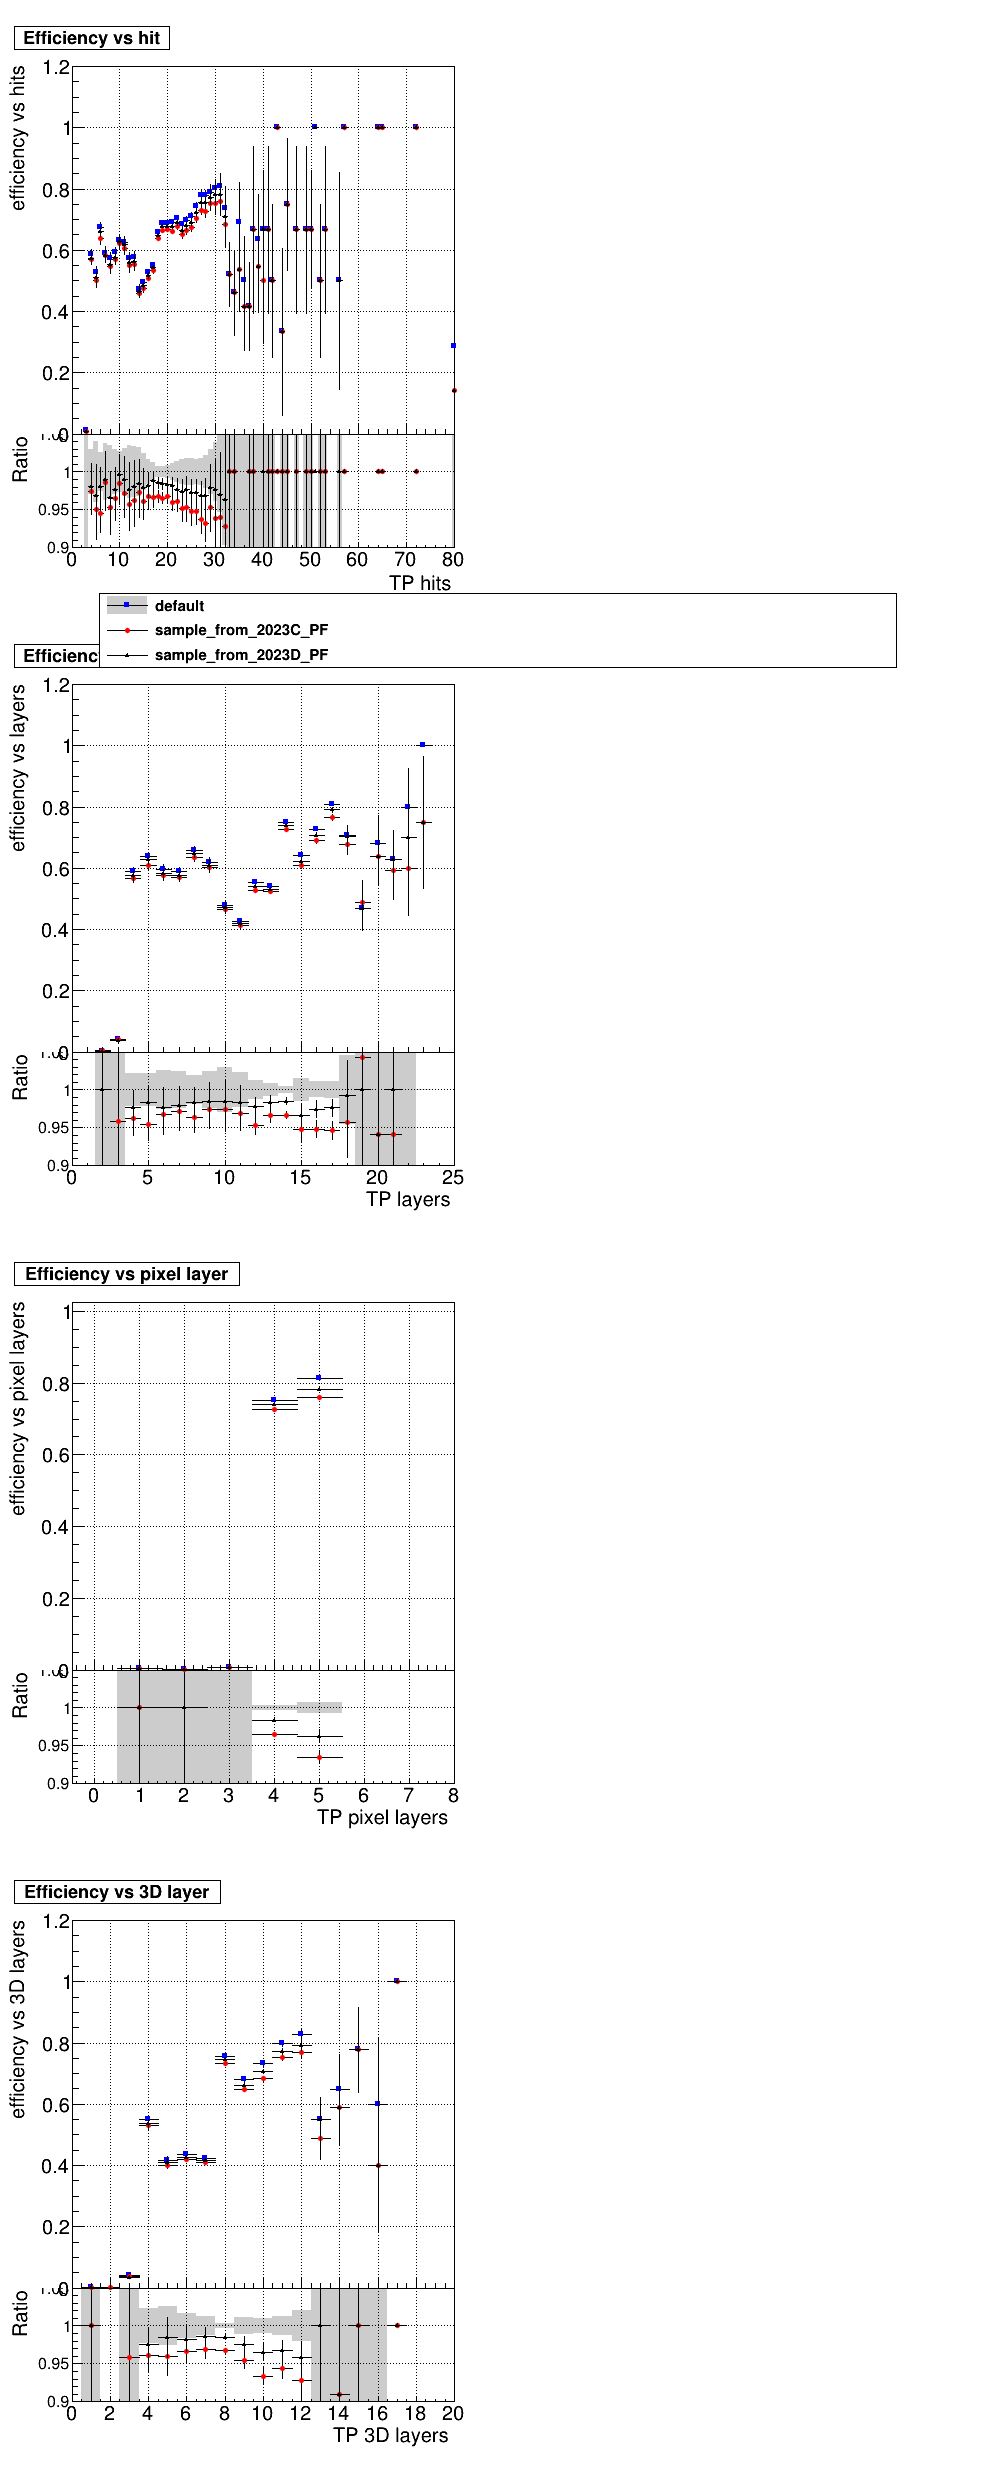 Efficiency vs hit
efficiency vs hits
1.2
1
0.8
0.6
0.4
0.2
0
Ratio
1
0.95
0.9
0 10 20 30 40 50 60 70 80
TP hits
default
sample_from_2023C_PF
sample_from_2023D_PF
efficiency vs layers
1.2
1
0.8
0.6
0.4
0.2
0
Ratio
1
0.95
0.9
0 5 10 15 20 25
TP layers
Efficiency vs pixel layer
efficiency vs pixel layers
1
0.8
0.6
0.4
0.2
0
Ratio
1
0.95
0.9
0 1 2 3 4 5 6 7 8
TP pixel layers
Efficiency vs 3D layer
efficiency vs 3D layers
1.2
1
0.8
0.6
0.4
0.2
0
Ratio
1
0.95
0.9
0 2 4 6 8 10 12 14 16 18 20
TP 3D layers